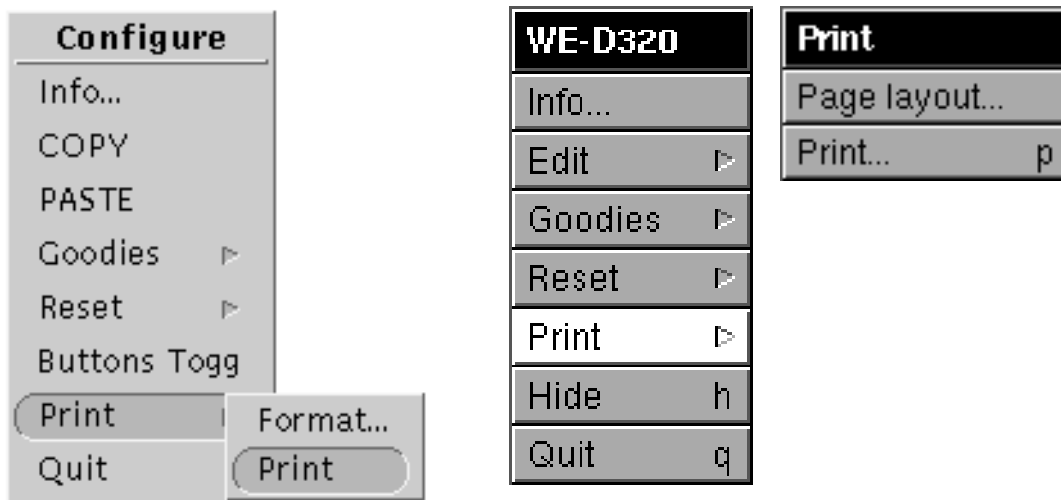 Configure
Info...
COPY
PASTE
Goodies
Reset
Buttons Togg
Print
Quit
Format...
Print
WE-D320
Info...
Edit
Goodies
Reset
Print
Hide h
Quit q
Print
Page layout...
Print... p